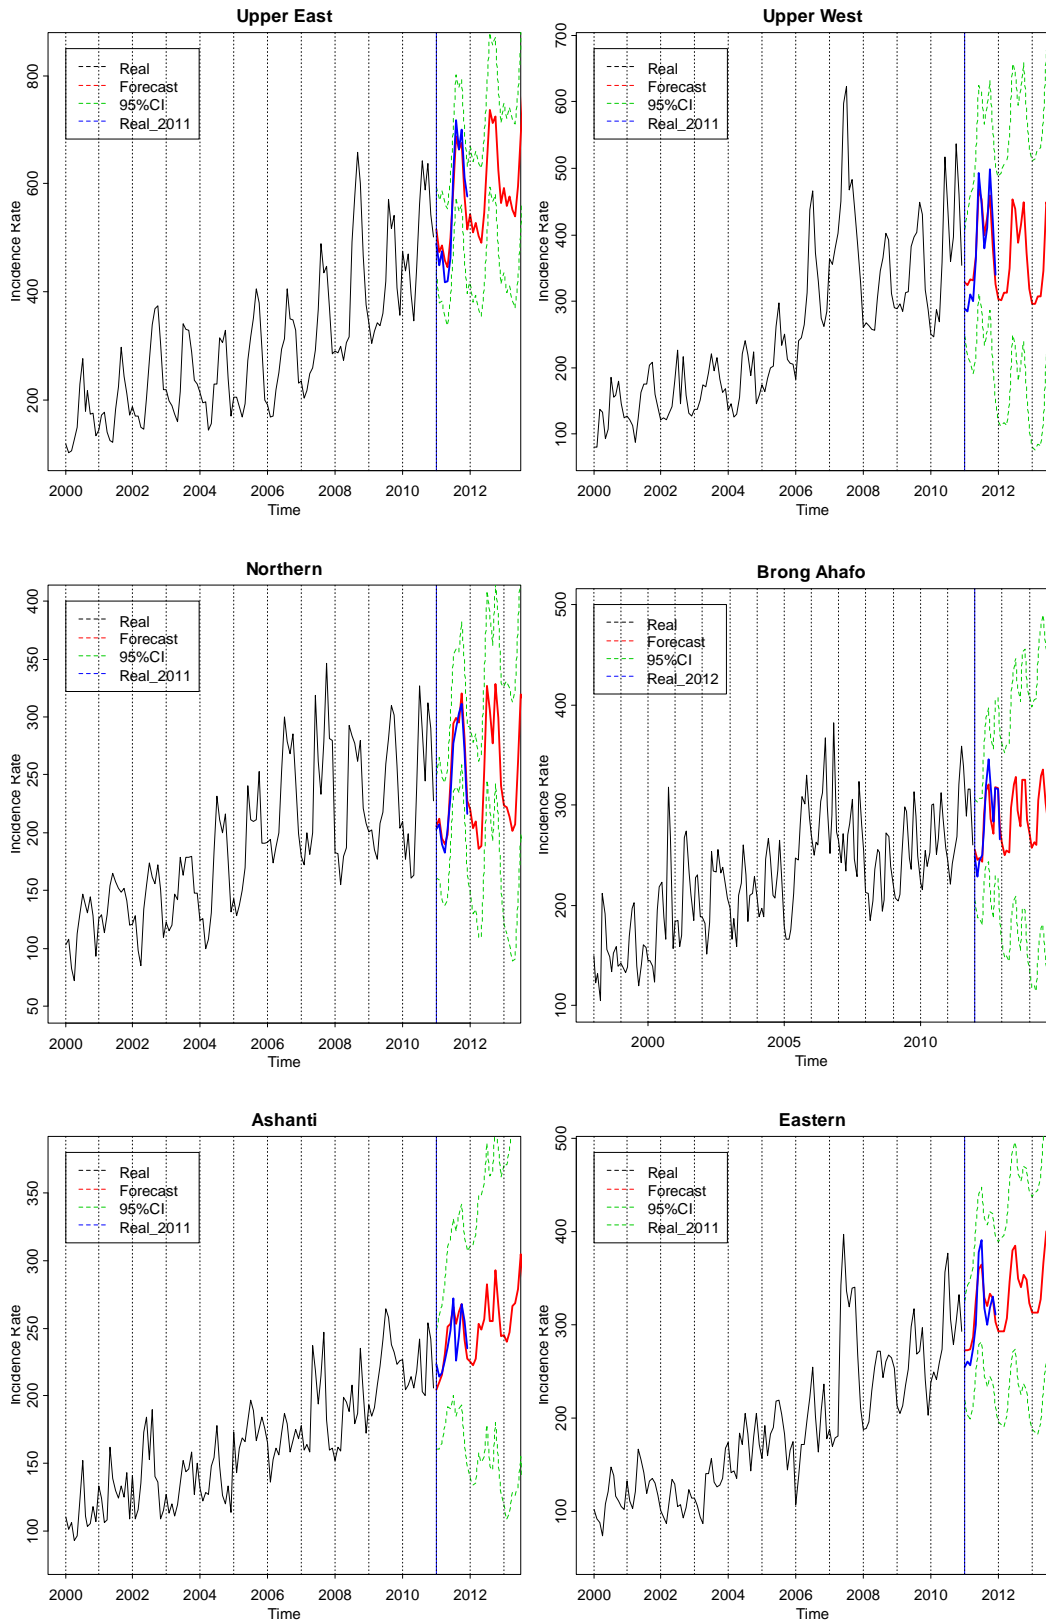 Upper East
Incidence Rate
200 400 600 800
Real
Forecast
95%CI
Real_2011
2000 2002 2004 2006 2008 2010 2012
Time
Upper West
Incidence Rate
100 200 300 400 500 600 700
Real
Forecast
95%CI
Real_2011
2000 2002 2004 2006 2008 2010 2012
Time
Northern
Incidence Rate
50 100 150 200 250 300 350 400
Real
Forecast
95%CI
Real_2011
2000 2002 2004 2006 2008 2010 2012
Time
Brong Ahafo
Incidence Rate
100 200 300 400 500
Real
Forecast
95%CI
Real_2012
2000 2005 2010
Time
Ashanti
Incidence Rate
100 150 200 250 300 350
Real
Forecast
95%CI
Real_2011
2000 2002 2004 2006 2008 2010 2012
Time
Eastern
Incidence Rate
100 200 300 400 500
Real
Forecast
95%CI
Real_2011
2000 2002 2004 2006 2008 2010 2012
Time